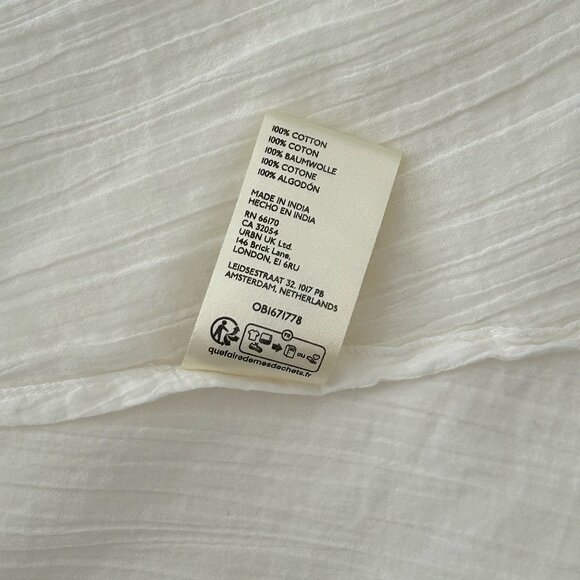 100% COTTON
100% COTON
100% BAUMWOLLE
100% COTONE
100% ALGODÓN
MADE IN INDIA
HECHO EN INDIA
RN 66170
CA 32054
URBN UK Ltd.
146 Brick Lane,
LONDON, E1 6RU
LEIDSESTRAAT 32, 1017 PB
AMSTERDAM, NETHERLANDS
OB1671778
FR
ou
quefairedemesdechets.fr